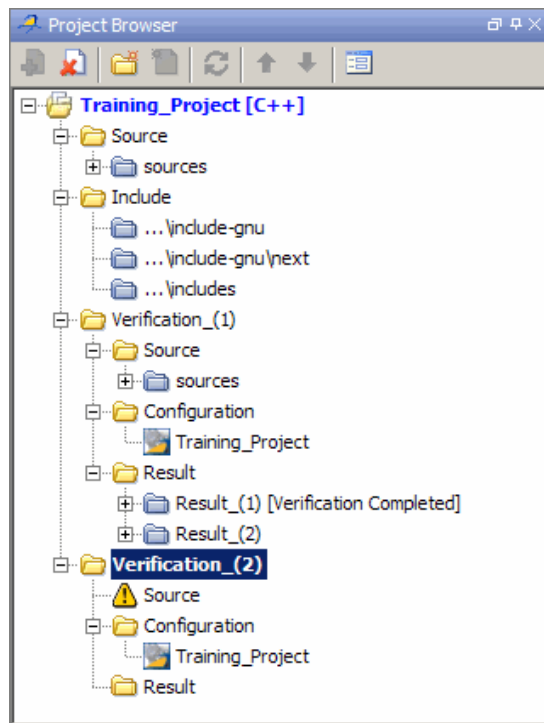 Project Browser
Training_Project [C++]
Source
sources
Include
...\include-gnu
...\include-gnu\next
...\includes
Verification_(1)
Source
sources
Configuration
Training_Project
Result
Result_(1) [Verification Completed]
Result_(2)
Verification_(2)
Source
Configuration
Training_Project
Result